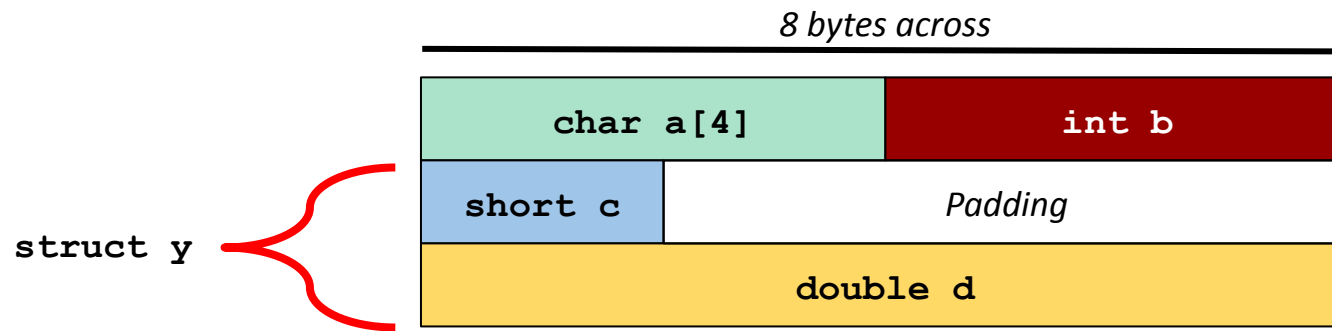 8 bytes across
char a[4] int b
short c Padding
struct y
double d